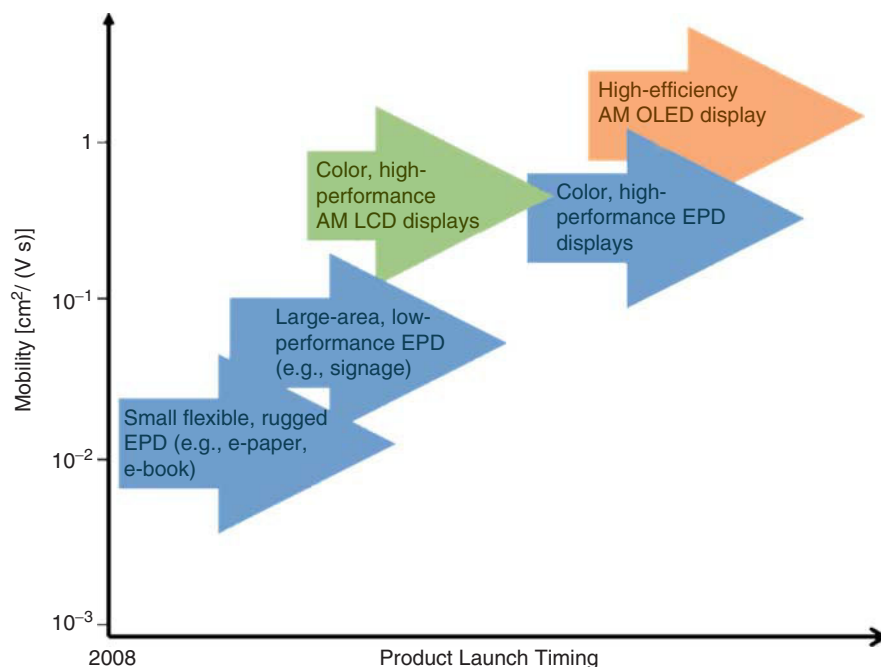 Mobility [cm²/ (V s)]
1
10⁻¹
10⁻²
10⁻³
High-efficiency
AM OLED display
Color, high-
performance
AM LCD displays
Color, high-
performance EPD
displays
Large-area, low-
performance EPD
(e.g., signage)
Small flexible, rugged
EPD (e.g., e-paper,
e-book)
2008
Product Launch Timing